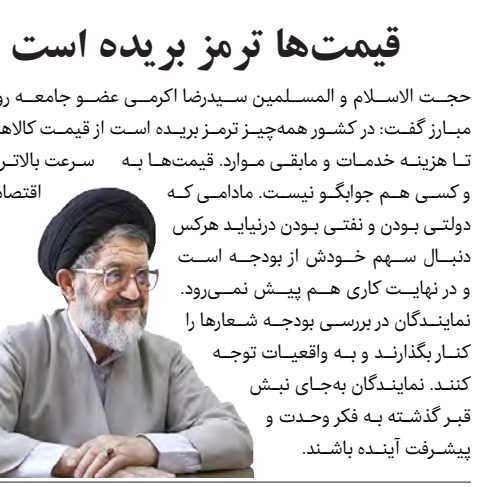 قیمت‌ها ترمز بریده است
حجت الاسلام و المسلمین سیدرضا اکرمی عضو جامعه
مبارز گفت: در کشور همه‌چیز ترمز بریده است از قیمت
تا هزینه خدمات و مابقی موارد. قیمت‌ها به سرعت
و کسی هم جوابگو نیست. مادامی که
دولتی بودن و نفتی بودن درنیاید هرکس
دنبال سهم خودش از بودجه است
و در نهایت کاری هم پیش نمی‌رود.
نمایندگان در بررسی بودجه شعارها را
کنار بگذارند و به واقعیات توجه
کنند. نمایندگان به‌جای نبش
قبر گذشته به فکر وحدت و
پیشرفت آینده باشند.